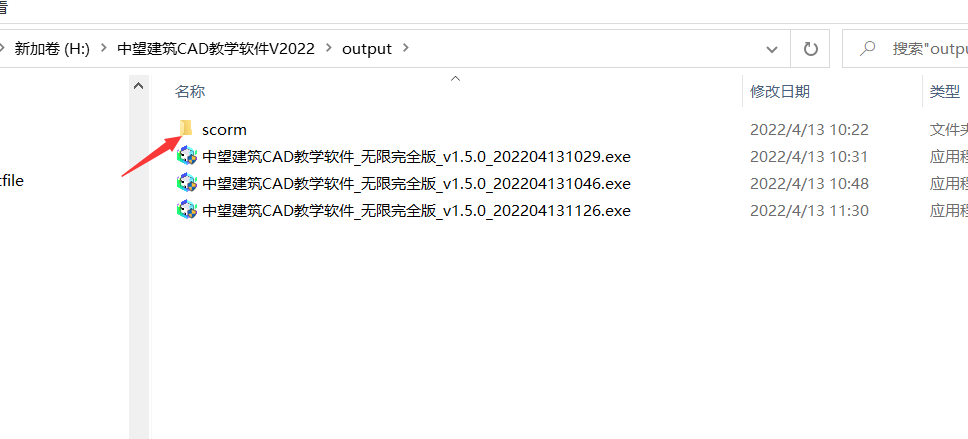 看
新加卷 (H:) 中望建筑CAD教学软件V2022 output 搜索"outpu
名称 修改日期 类型
scorm 2022/4/13 10:22 文件夹
中望建筑CAD教学软件_无限完全版_v1.5.0_202204131029.exe 2022/4/13 10:31 应用程
tfile
中望建筑CAD教学软件_无限完全版_v1.5.0_202204131046.exe 2022/4/13 10:48 应用程
中望建筑CAD教学软件_无限完全版_v1.5.0_202204131126.exe 2022/4/13 11:30 应用程